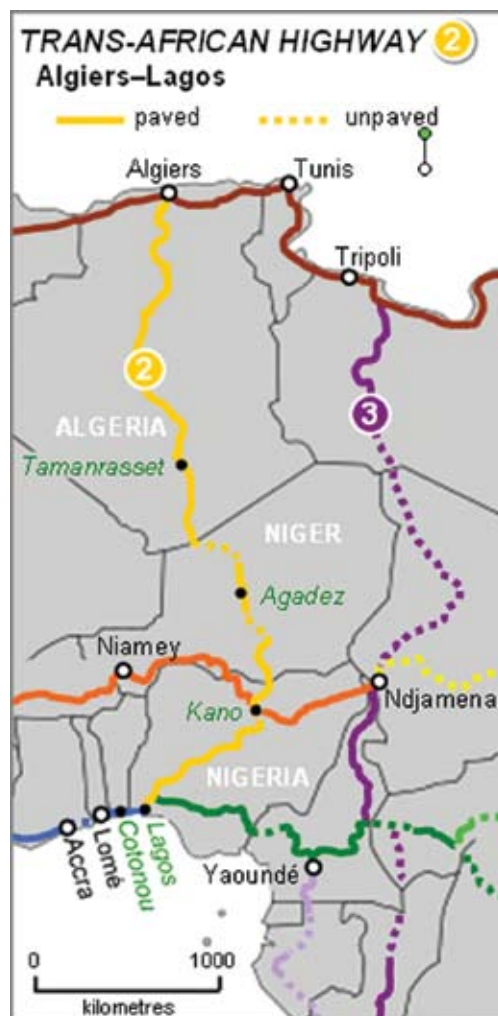 TRANS-AFRICAN HIGHWAY 2
Algiers–Lagos
paved
unpaved
Algiers
Tunis
Tripoli
2
3
ALGERIA
Tamanrasset
NIGER
Agadez
Niamey
Kano
Ndjamena
NIGERIA
Accra
Lomé
Cotonou
Lagos
Yaoundé
0 1000
kilometres